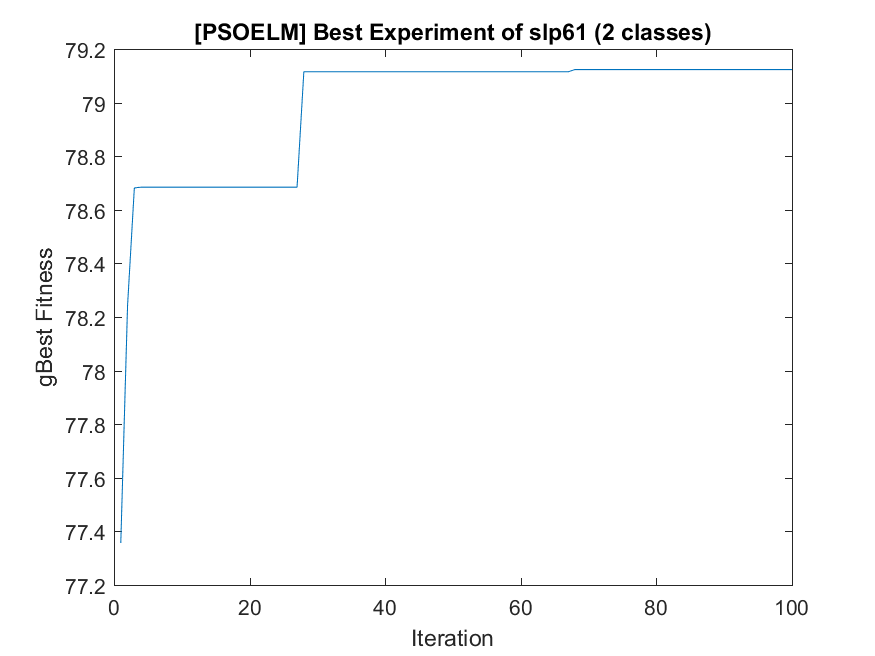 [PSOELM] Best Experiment of slp61 (2 classes)
79.2
79
78.8
78.6
78.4
78.2
78
77.8
77.6
77.4
77.2
gBest Fitness
0 20 40 60 80 100
Iteration